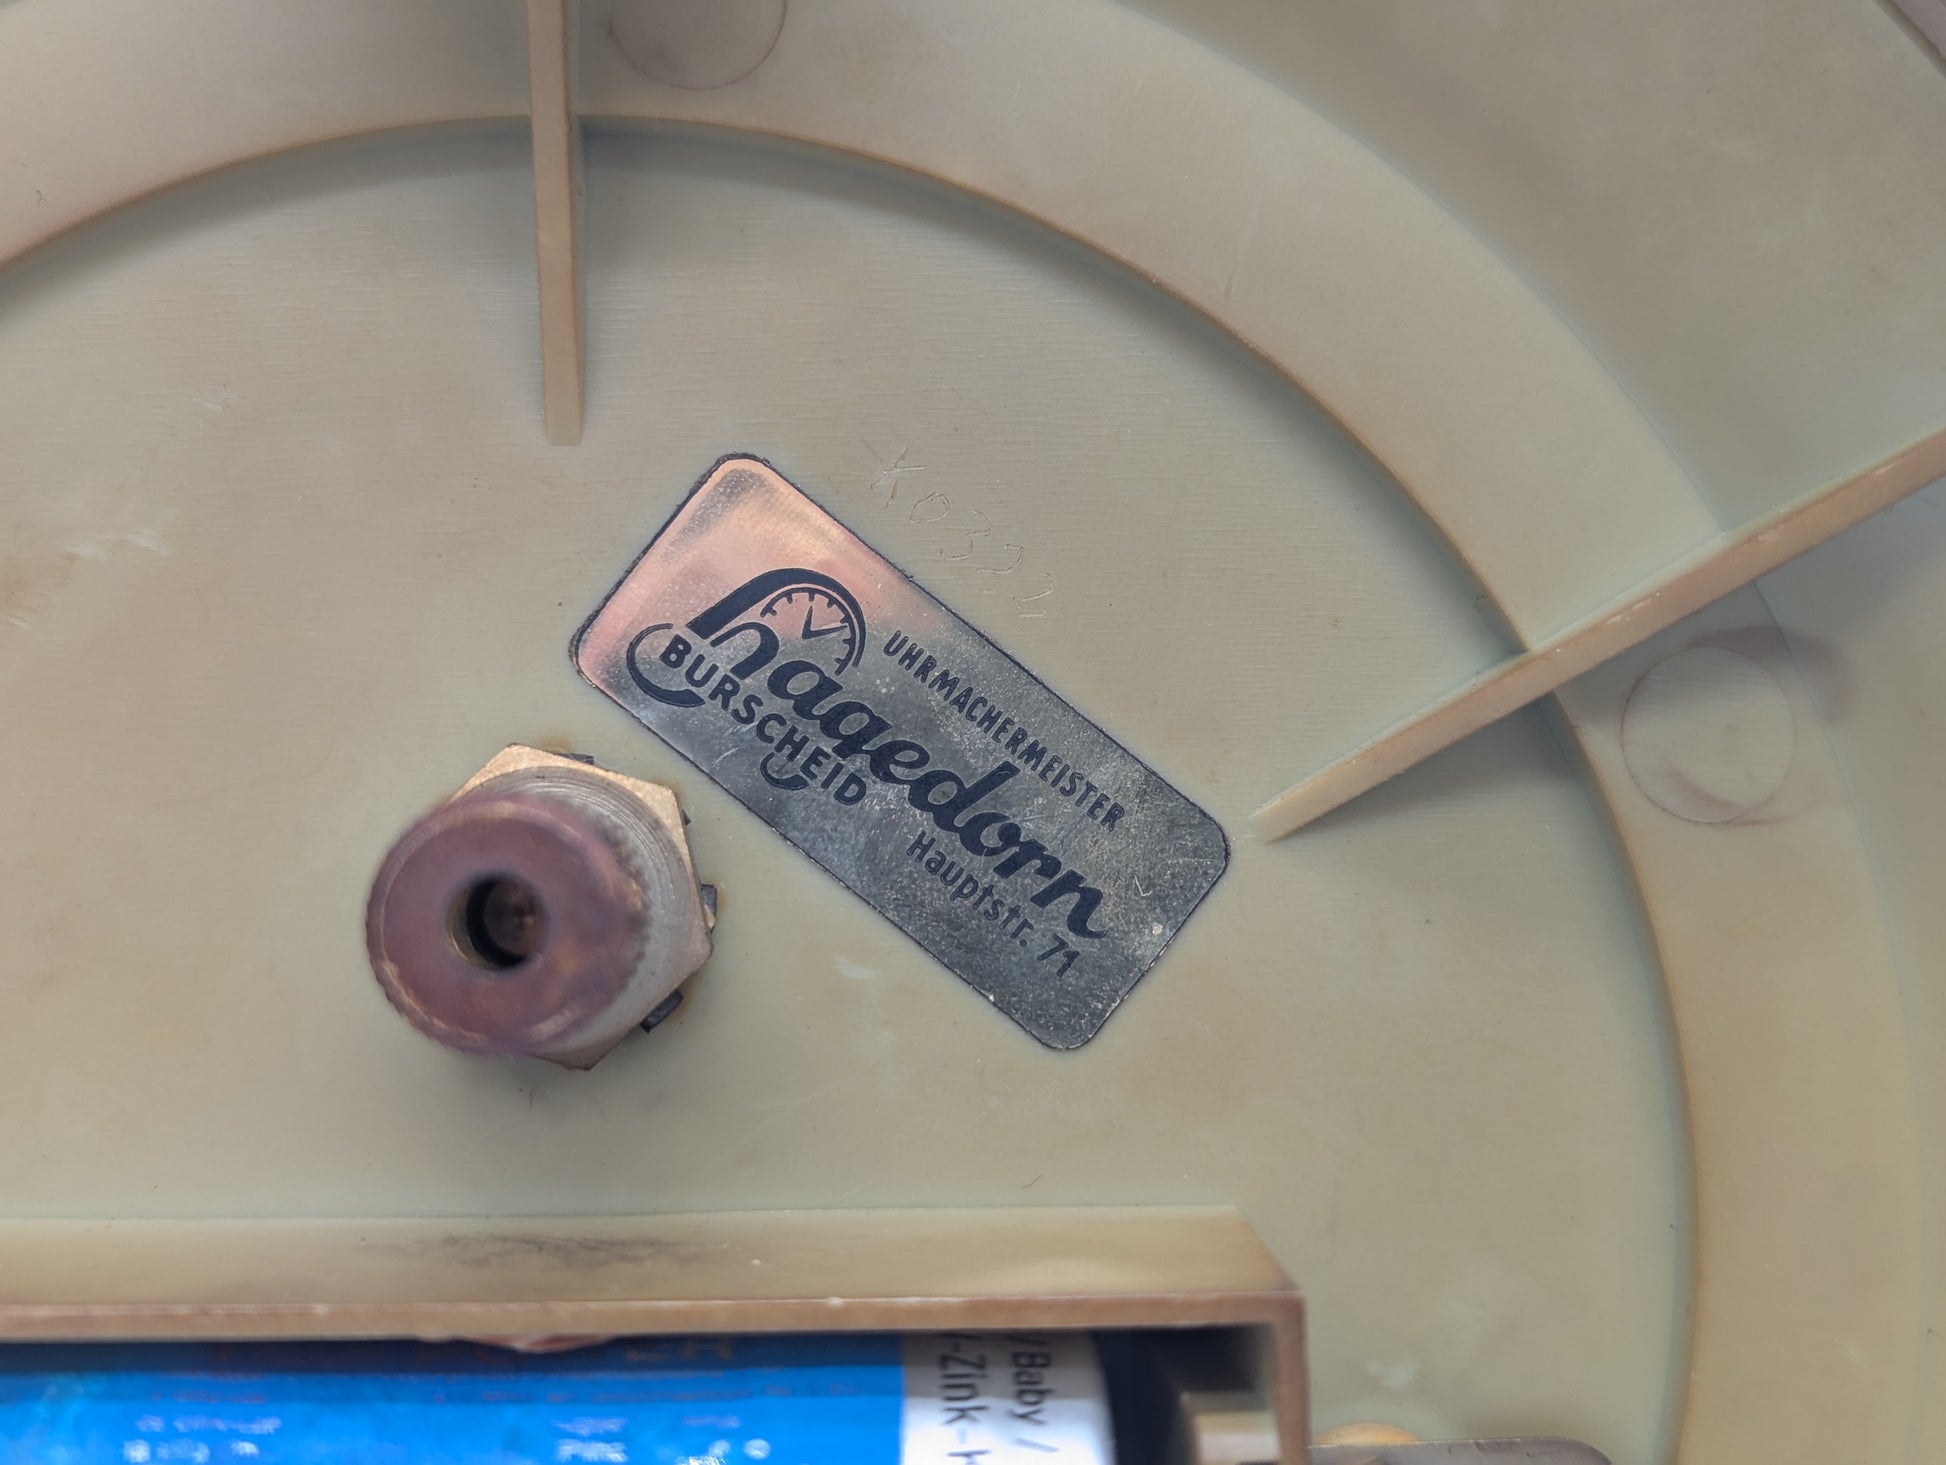 K0322
UHRMACHERMEISTER
hagedorn
BURSCHEID
Hauptstr. 71
/Baby/
-Zink-